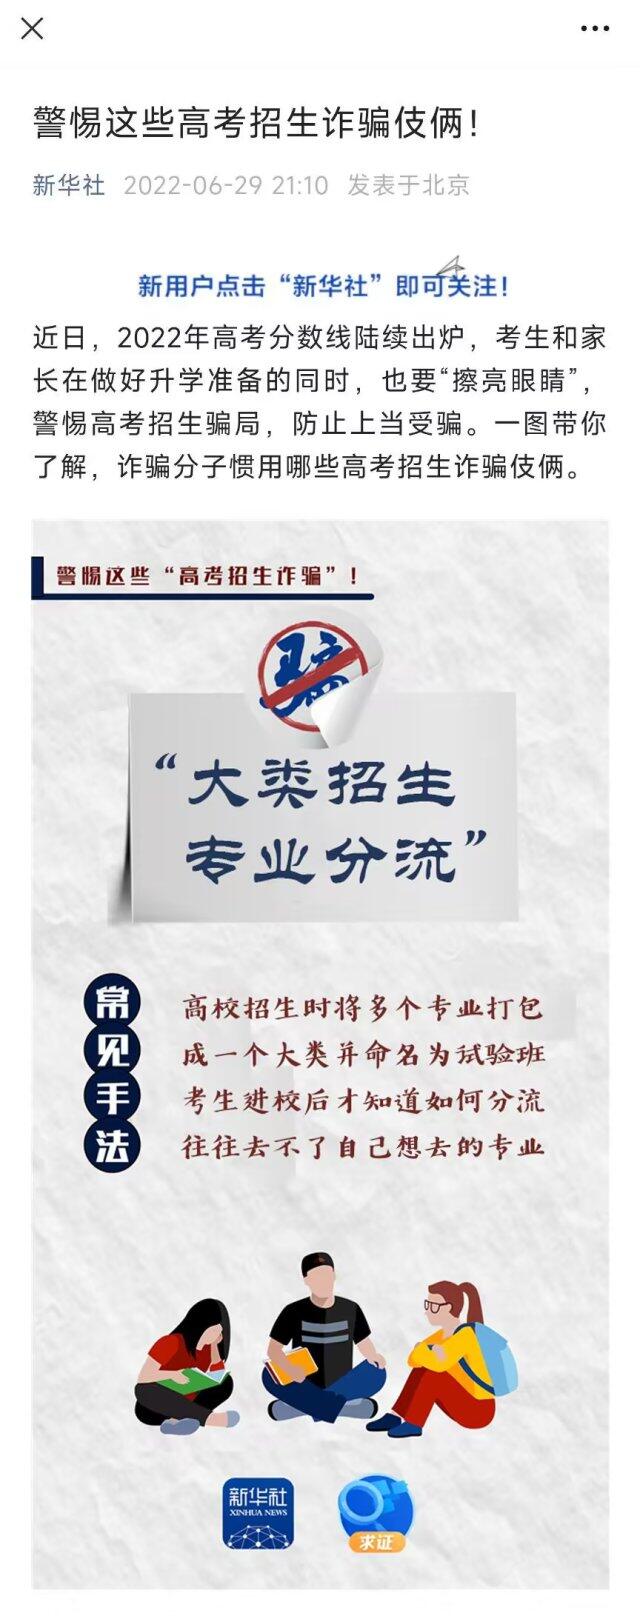 警惕这些高考招生诈骗伎俩！
新华社 2022-06-29 21:10 发表于北京
新用户点击“新华社”即可关注！
近日，2022年高考分数线陆续出炉，考生和家
长在做好升学准备的同时，也要“擦亮眼睛”，
警惕高考招生骗局，防止上当受骗。一图带你
了解，诈骗分子惯用哪些高考招生诈骗伎俩。
警惕这些“高考招生诈骗”！
骗
“大类招生
专业分流”
常见手法
高校招生时将多个专业打包
成一个大类并命名为试验班
考生进校后才知道如何分流
往往去不了自己想去的专业
新华社
XINHUA NEWS
求证